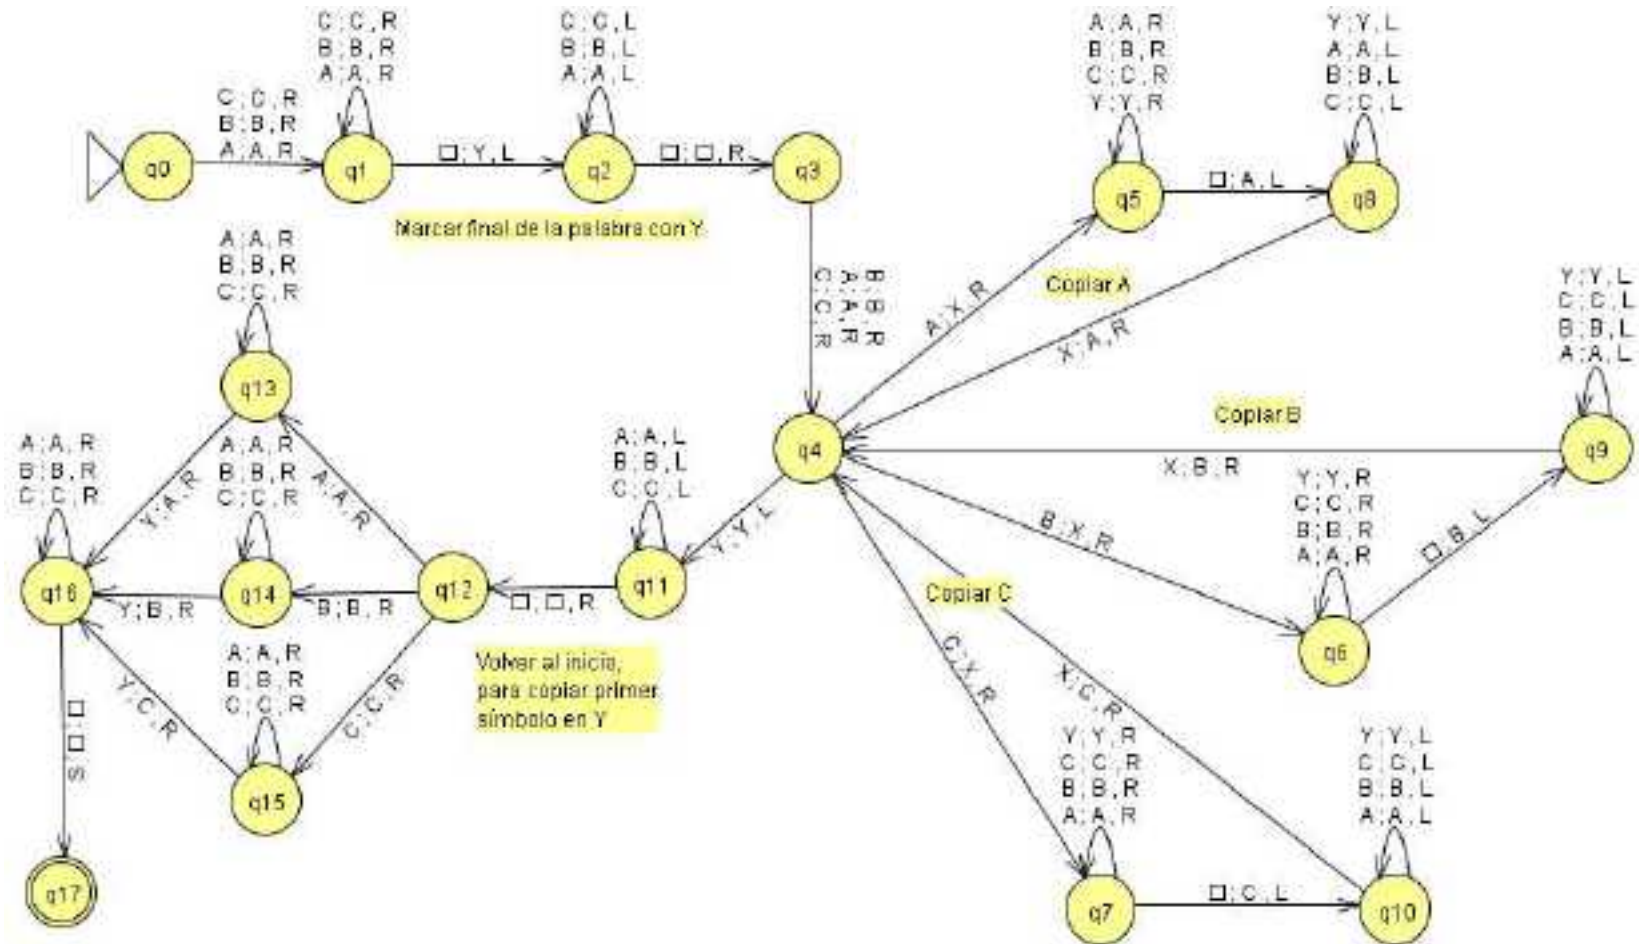 C;C,R
B;B,R
A;A,R
C;C,L
B;B,L
A;A,L
A;A,R
B;B,R
C;C,R
Y;Y,R
Y;Y,L
A;A,L
B;B,L
C;C,L
C;C,R
B;B,R
A;A,R
q0
q1
□;Y,L
q2
□;□,R
q3
q5
□;A,L
q8
Marcar final de la palabra con Y
A;A,R
B;B,R
C;C,R
B;B,R
A;A,R
C;C,R
A;X,R
Copiar A
X;A,R
Y;Y,L
C;C,L
B;B,L
A;A,L
q13
Copiar B
A;A,R
B;B,R
C;C,R
Y;A,R
A;A,R
B;B,R
C;C,R
A;A,R
A;A,L
B;B,L
C;C,L
q4
X;B,R
q9
Y;Y,R
C;C,R
B;B,R
A;A,R
Y;Y,L
B;X,R
□;B,L
q16
Y;B,R
q14
B;B,R
q12
□;□,R
q11
Copiar C
q6
A;A,R
B;B,R
C;C,R
Y;C,R
C;C,R
Volver al inicio,
para copiar primer
símbolo en Y
C;X,R
X;C,R
□;□,S
q15
Y;Y,R
C;C,R
B;B,R
A;A,R
Y;Y,L
C;C,L
B;B,L
A;A,L
q17
q7
□;C,L
q10